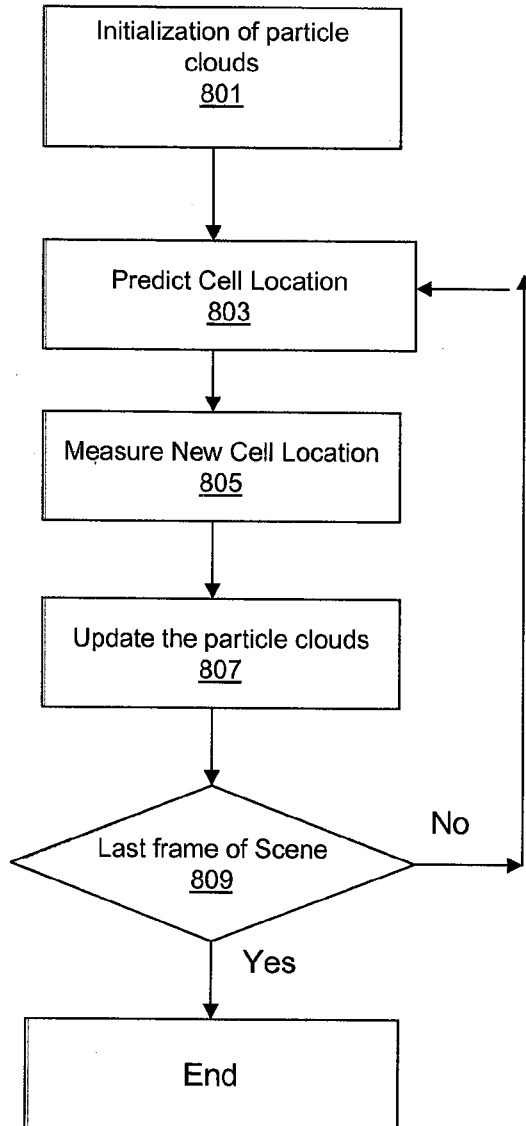 Initialization of particle
clouds
801
Predict Cell Location
803
Measure New Cell Location
805
Update the particle clouds
807
Last frame of Scene
809
No
Yes
End